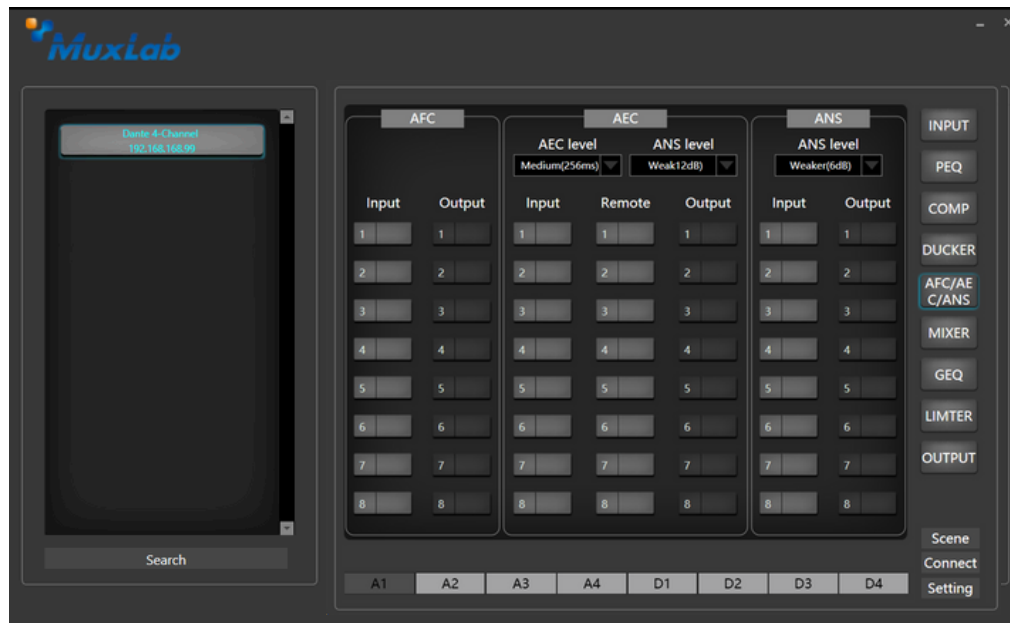 MuxLab
Dante 4-Channel
192.168.168.99
Search
AFC
Input Output
1 1
2 2
3 3
4 4
5 5
6 6
7 7
8 8
AEC
AEC level ANS level
Medium(256ms) Weak12dB)
Input Remote Output
1 1 1
2 2 2
3 3 3
4 4 4
5 5 5
6 6 6
7 7 7
8 8 8
ANS
ANS level
Weaker(6dB)
Input Output
1 1
2 2
3 3
4 4
5 5
6 6
7 7
8 8
A1 A2 A3 A4 D1 D2 D3 D4
INPUT
PEQ
COMP
DUCKER
AFC/AE
C/ANS
MIXER
GEQ
LIMTER
OUTPUT
Scene
Connect
Setting